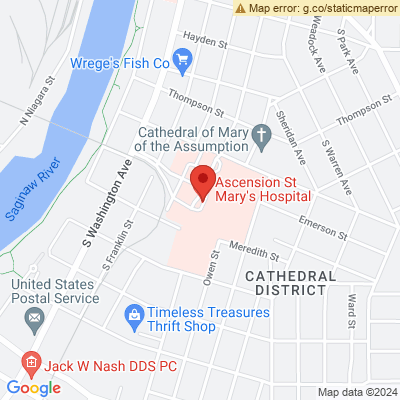 Map error: g.co/staticmaperror
Hayden St
Wrege's Fish Co
Weadock Ave
S Park Ave
N Niagara St
Thompson St
Thompson St
Sheridan Ave
Cathedral of Mary
of the Assumption
S Warren Ave
Saginaw River
S Washington Ave
Ascension St
Mary's Hospital
Emerson St
S Franklin St
Meredith St
Owen St
CATHEDRAL
DISTRICT
United States
Postal Service
Ward St
Timeless Treasures
Thrift Shop
Jack W Nash DDS PC
Google
Map data ©2024